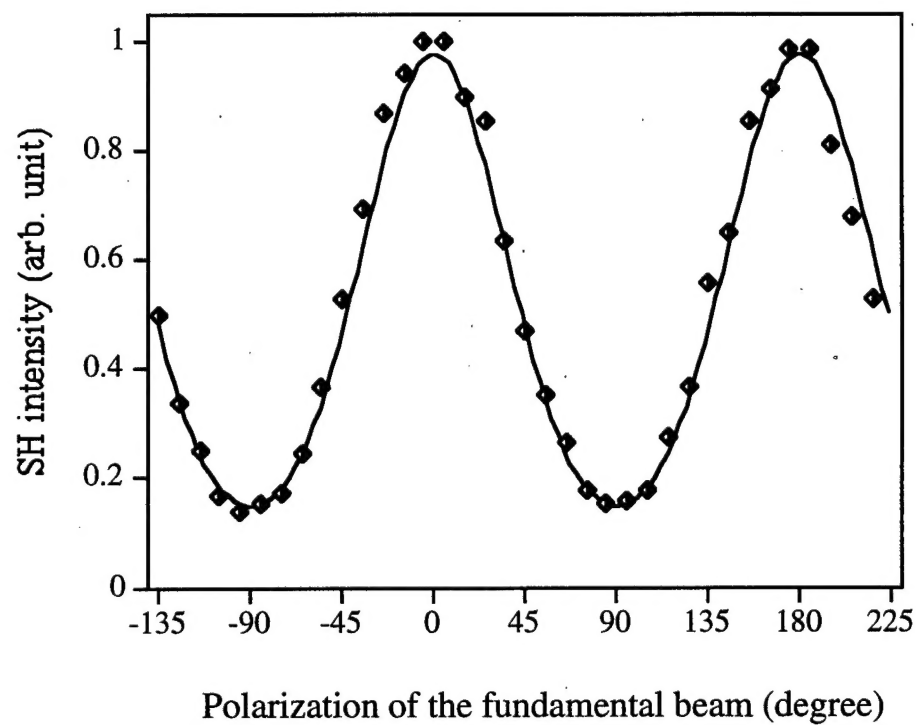 1
0.8
0.6
0.4
0.2
0
SH intensity (arb. unit)
-135 -90 -45 0 45 90 135 180 225
Polarization of the fundamental beam (degree)